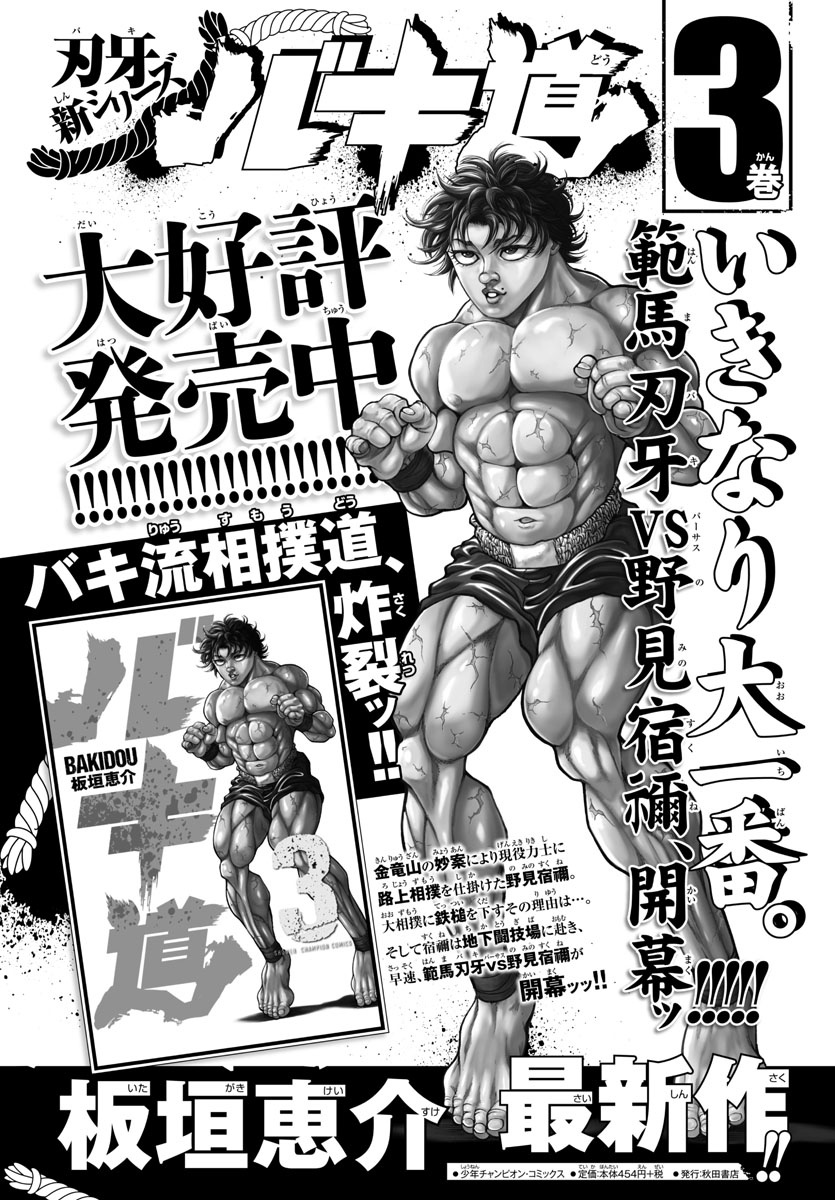 刃牙新シリーズ
バキ道
3巻
いきなり大一番。
範馬刃牙VS野見宿禰、開幕ッ!!!!!
大好評
発売中
!!!!!!!!!!!!!!!!!!!!
バキ流相撲道、
炸裂ッ!!
バキ道
BAKIDOU
板垣恵介
3
SHONEN CHAMPION COMICS
金竜山の妙案により現役力士に
路上相撲を仕掛けた野見宿禰。
大相撲に鉄槌を下すその理由は…。
そして宿禰は地下闘技場に赴き、
早速、範馬刃牙vs野見宿禰が
開幕ッッ!!
板垣恵介 最新作!!
●少年チャンピオン・コミックス ●定価:本体454円+税 ●発行:秋田書店